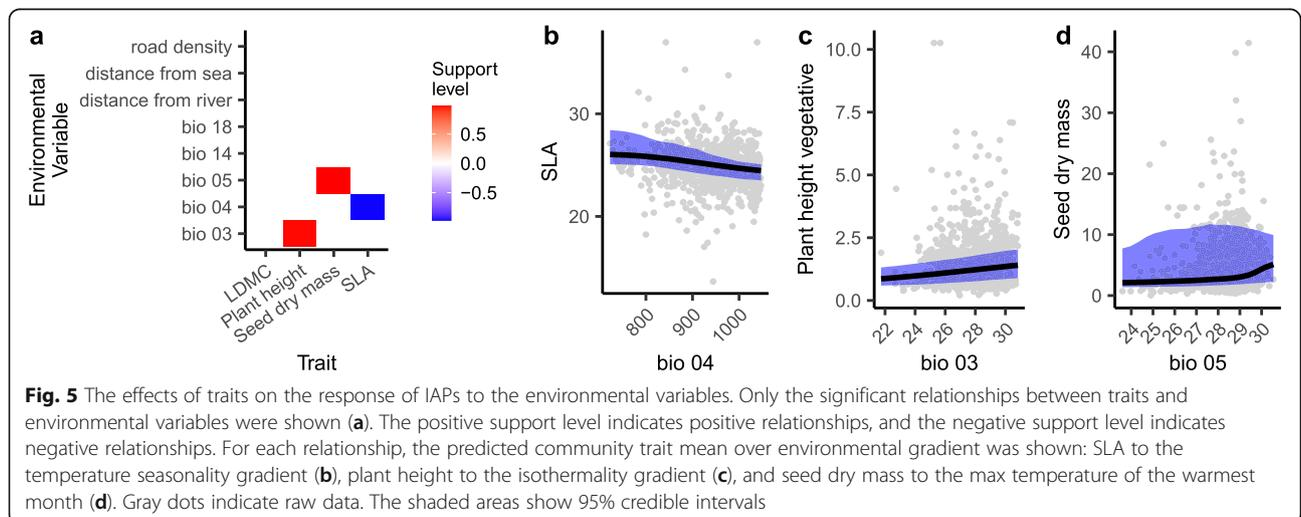 a
Environmental
Variable
road density
distance from sea
distance from river
bio 18
bio 14
bio 05
bio 04
bio 03
LDMC
Plant height
Seed dry mass
SLA
Trait
Support
level
0.5
0.0
−0.5
b
SLA
30
20
800
900
1000
bio 04
c
Plant height vegetative
10.0
7.5
5.0
2.5
0.0
22
24
26
28
30
bio 03
d
Seed dry mass
40
30
20
10
0
24
25
26
27
28
29
30
bio 05
Fig. 5 The effects of traits on the response of IAPs to the environmental variables. Only the significant relationships between traits and
environmental variables were shown (a). The positive support level indicates positive relationships, and the negative support level indicates
negative relationships. For each relationship, the predicted community trait mean over environmental gradient was shown: SLA to the
temperature seasonality gradient (b), plant height to the isothermality gradient (c), and seed dry mass to the max temperature of the warmest
month (d). Gray dots indicate raw data. The shaded areas show 95% credible intervals